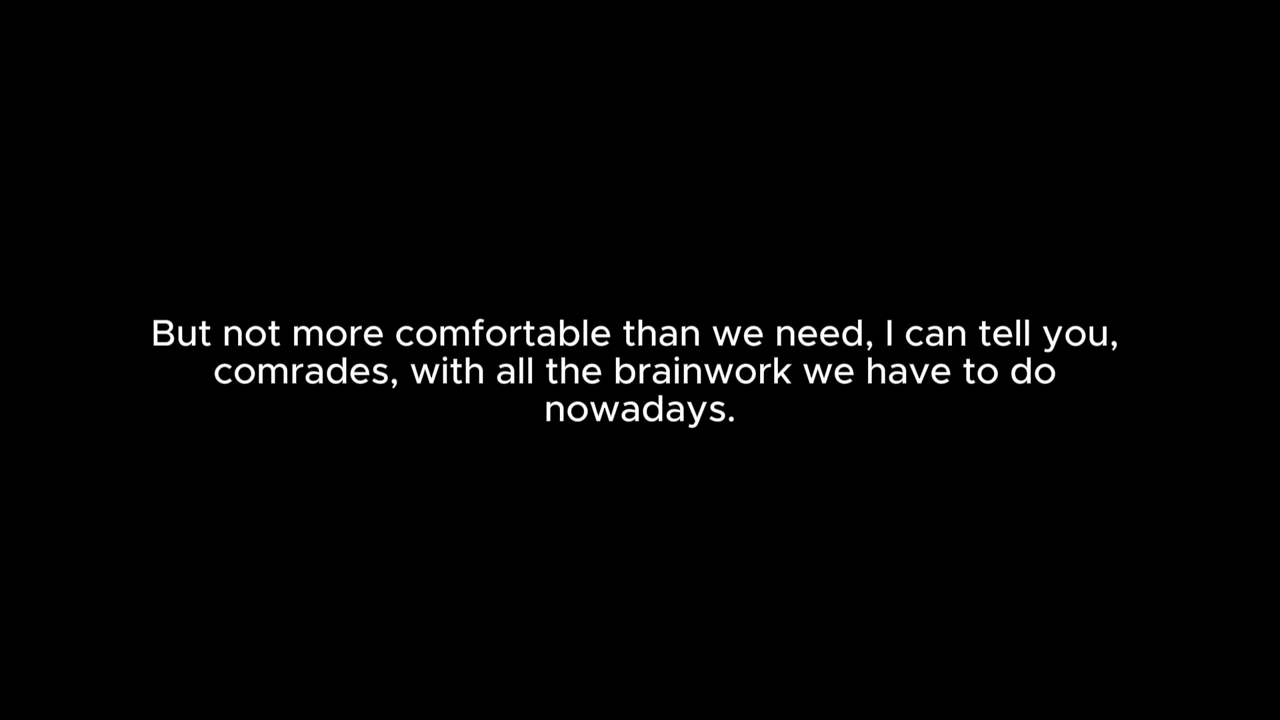 But not more comfortable than we need, I can tell you,
comrades, with all the brainwork we have to do
nowadays.